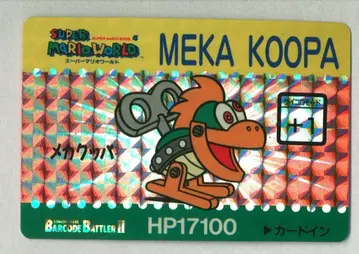 SUPER MARIO WORLD
スーパーマリオワールド
MEKA KOOPA
メカクッパ
BARCODE BATTLER II
HP17100
▶カードイン